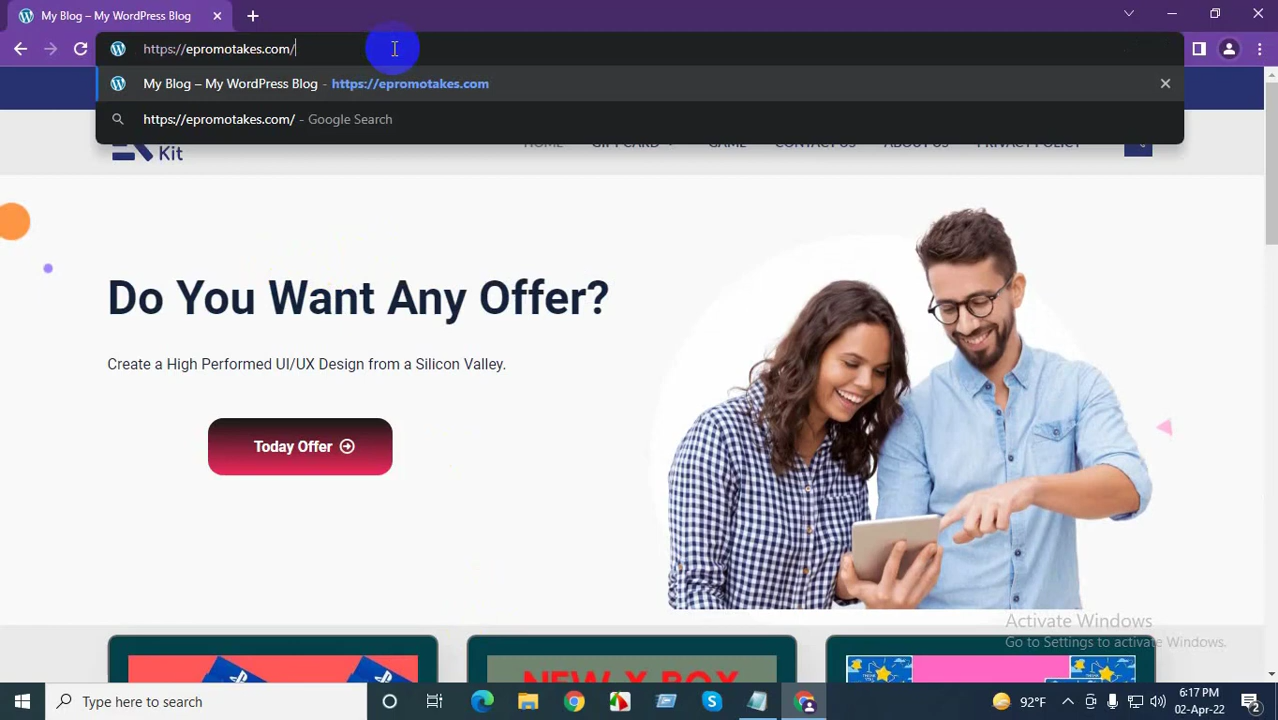 My Blog – My WordPress Blog
https://epromotakes.com/
My Blog – My WordPress Blog - https://epromotakes.com
https://epromotakes.com/ - Google Search
Kit
HOME GIFT CARD GAME CONTACT US ABOUT US PRIVACY POLICY
Do You Want Any Offer?
Create a High Performed UI/UX Design from a Silicon Valley.
Today Offer
Activate Windows
Go to Settings to activate Windows.
NEW X BOX
Type here to search
92°F
6:17 PM
02-Apr-22
2